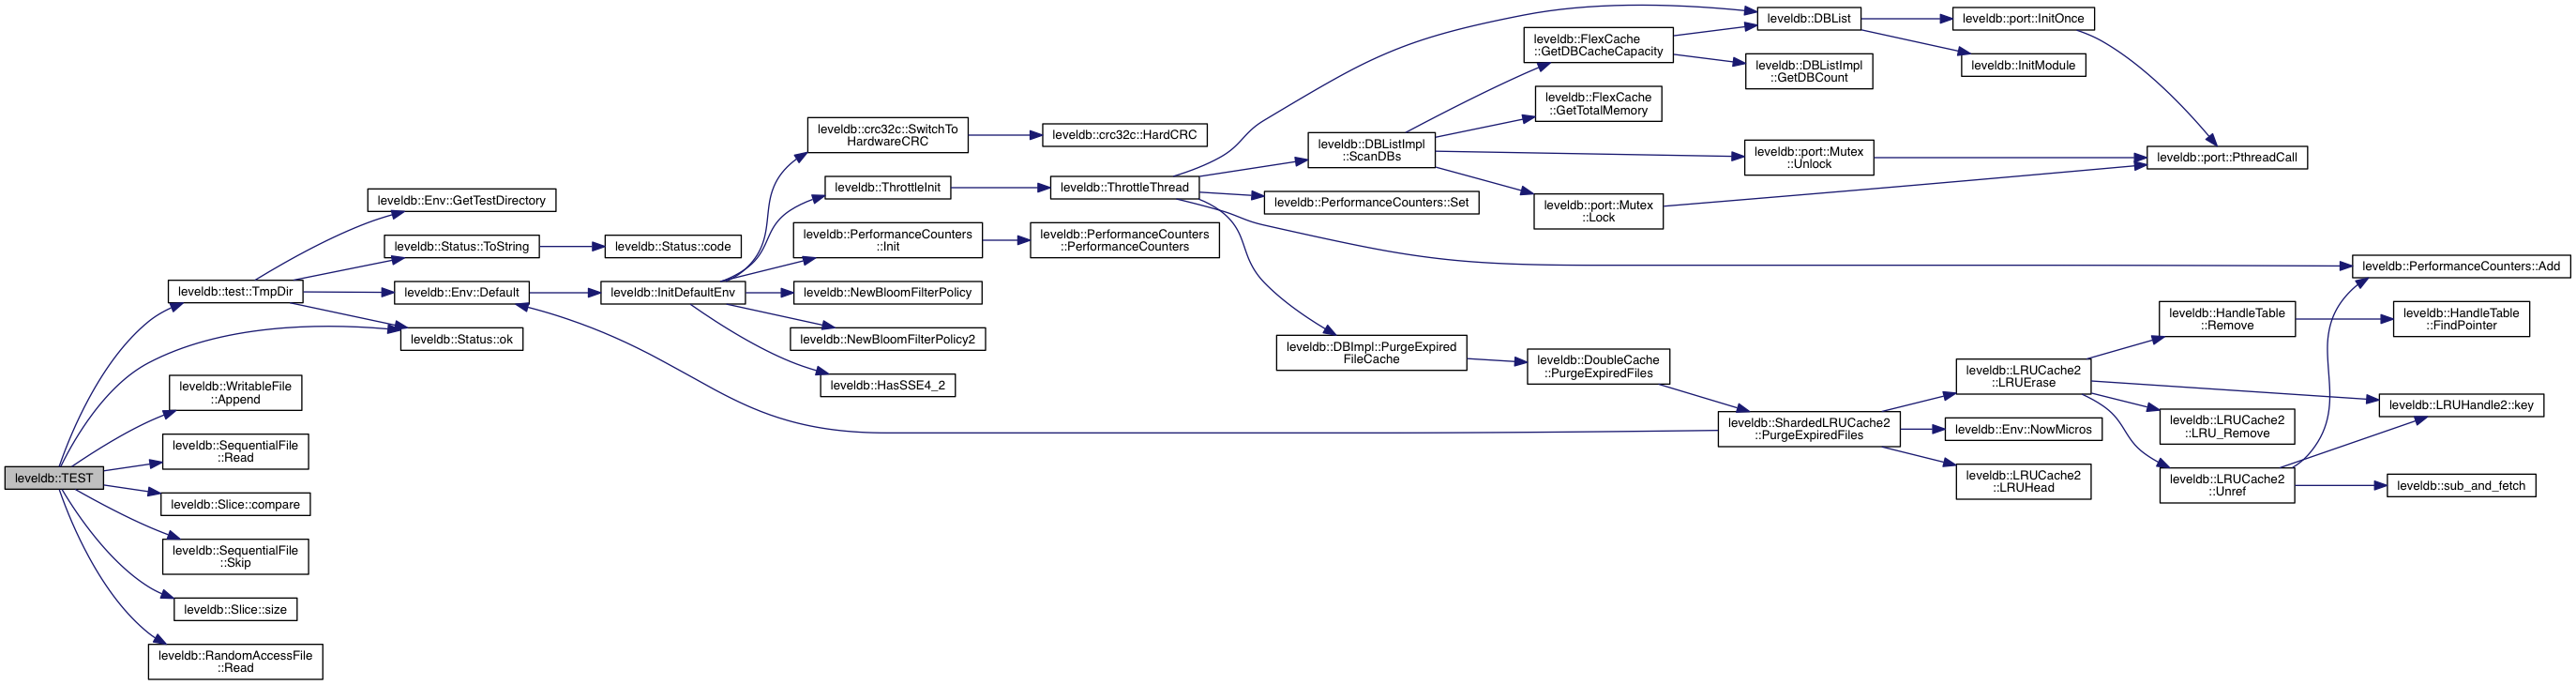 leveldb::TEST
leveldb::test::TmpDir
leveldb::WritableFile
::Append
leveldb::SequentialFile
::Read
leveldb::Slice::compare
leveldb::SequentialFile
::Skip
leveldb::Slice::size
leveldb::RandomAccessFile
::Read
leveldb::Env::GetTestDirectory
leveldb::Status::ToString
leveldb::Env::Default
leveldb::Status::ok
leveldb::Status::code
leveldb::InitDefaultEnv
leveldb::crc32c::SwitchTo
HardwareCRC
leveldb::ThrottleInit
leveldb::PerformanceCounters
::Init
leveldb::NewBloomFilterPolicy
leveldb::NewBloomFilterPolicy2
leveldb::HasSSE4_2
leveldb::crc32c::HardCRC
leveldb::ThrottleThread
leveldb::PerformanceCounters
::PerformanceCounters
leveldb::DBListImpl
::ScanDBs
leveldb::PerformanceCounters::Set
leveldb::DBImpl::PurgeExpired
FileCache
leveldb::FlexCache
::GetDBCacheCapacity
leveldb::FlexCache
::GetTotalMemory
leveldb::port::Mutex
::Lock
leveldb::DoubleCache
::PurgeExpiredFiles
leveldb::DBList
leveldb::DBListImpl
::GetDBCount
leveldb::port::Mutex
::Unlock
leveldb::ShardedLRUCache2
::PurgeExpiredFiles
leveldb::port::InitOnce
leveldb::InitModule
leveldb::LRUCache2
::LRUErase
leveldb::Env::NowMicros
leveldb::LRUCache2
::LRUHead
leveldb::port::PthreadCall
leveldb::HandleTable
::Remove
leveldb::LRUCache2
::LRU_Remove
leveldb::LRUCache2
::Unref
leveldb::PerformanceCounters::Add
leveldb::HandleTable
::FindPointer
leveldb::LRUHandle2::key
leveldb::sub_and_fetch